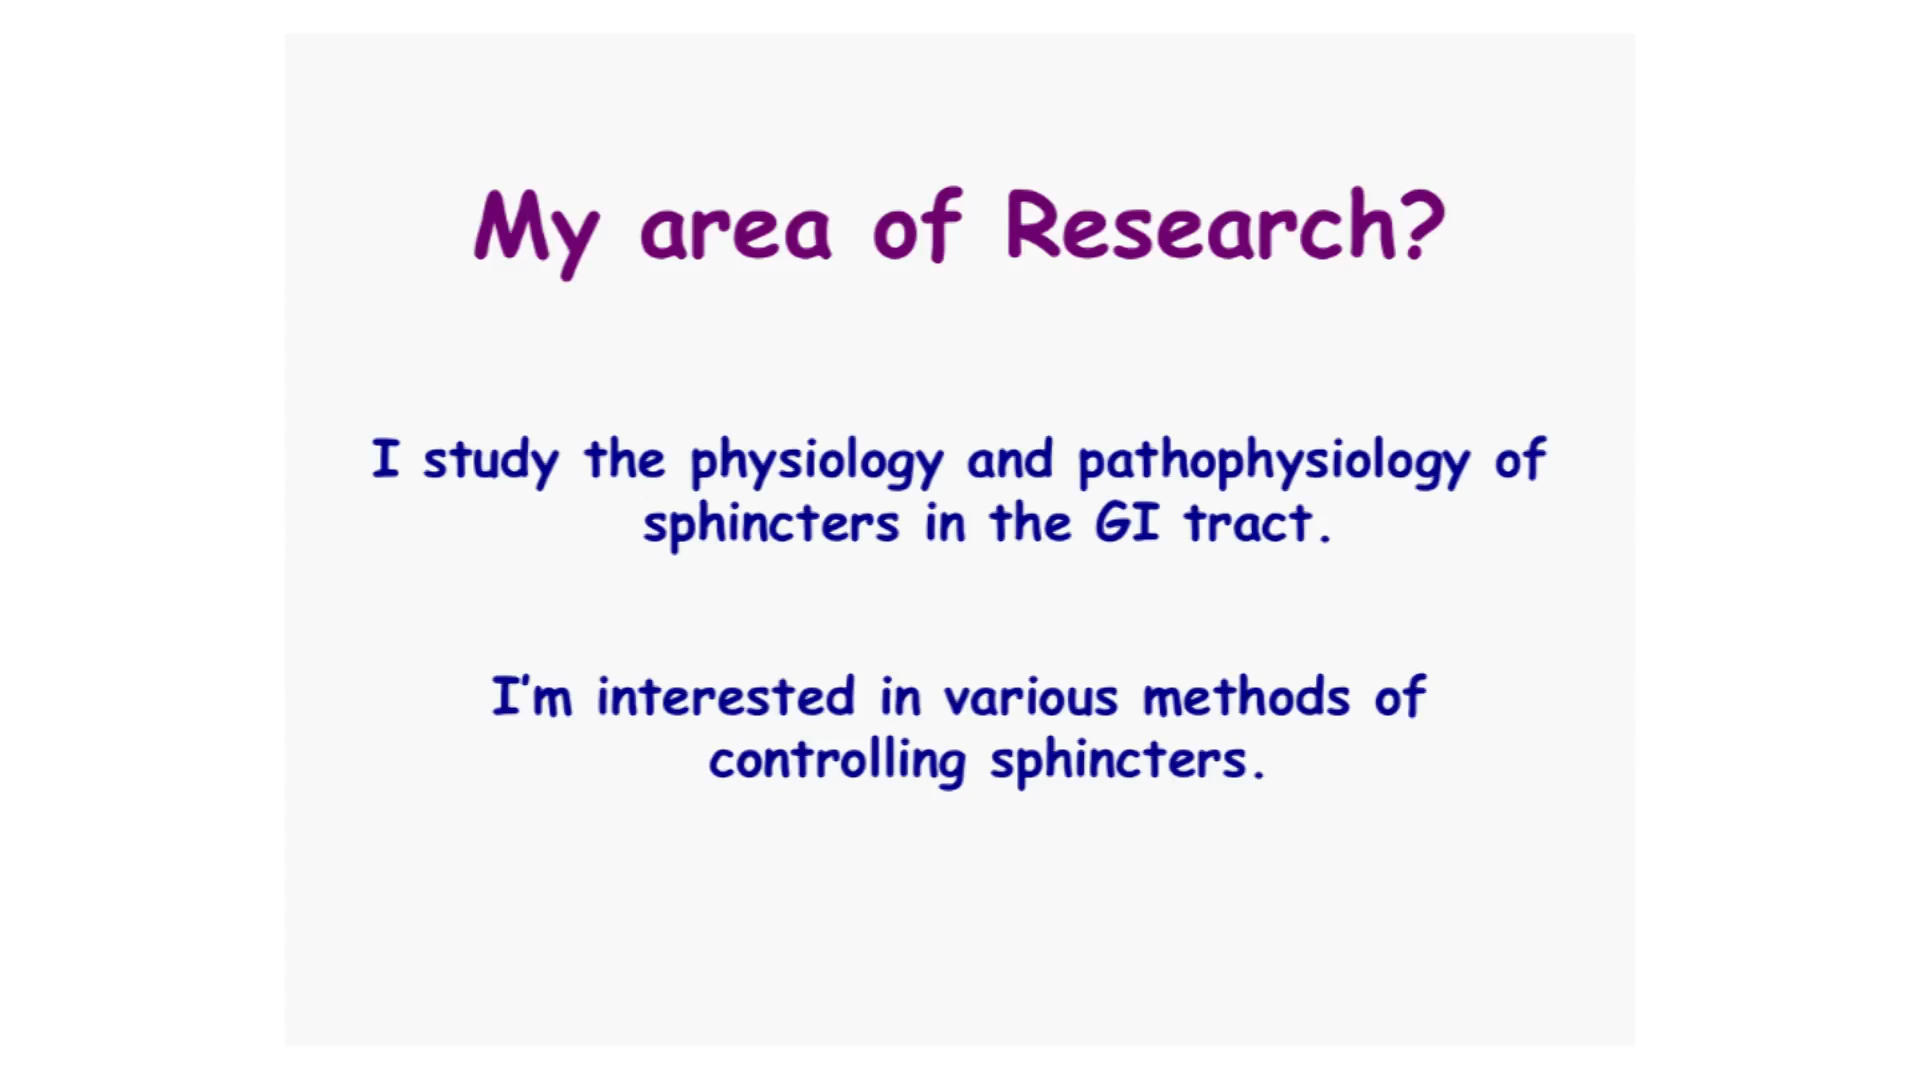 My area of Research?
I study the physiology and pathophysiology of
sphincters in the GI tract.
I'm interested in various methods of
controlling sphincters.